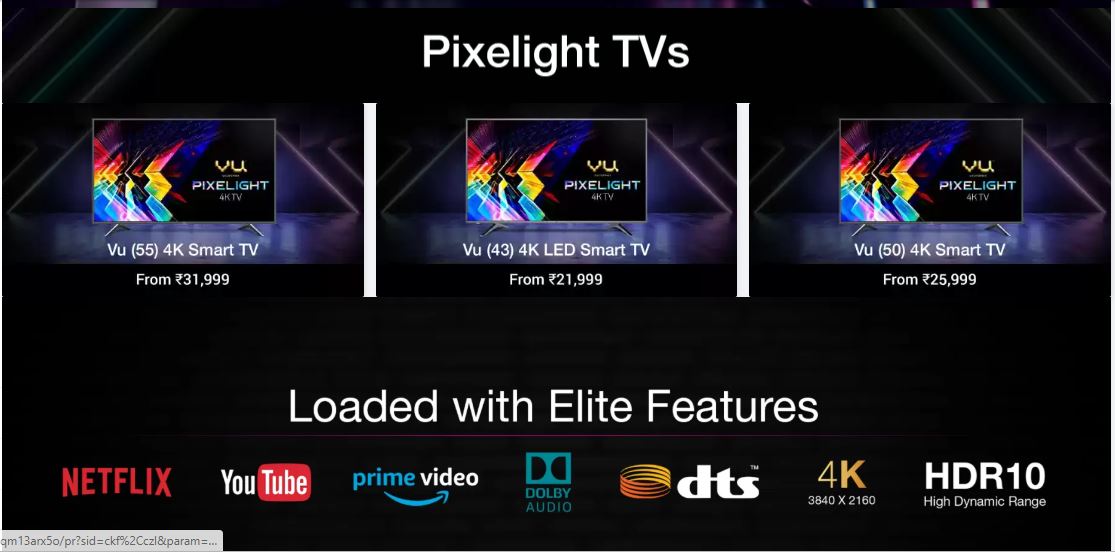 Pixelight TVs
VU
PIXELIGHT
4K TV
Vu (55) 4K Smart TV
From ₹31,999
VU
PIXELIGHT
4K TV
Vu (43) 4K LED Smart TV
From ₹21,999
VU
PIXELIGHT
4K TV
Vu (50) 4K Smart TV
From ₹25,999
Loaded with Elite Features
NETFLIX
YouTube
prime video
DOLBY
AUDIO
dts™
4K
3840 X 2160
HDR10
High Dynamic Range
qm13arx5o/pr?sid=ckf%2Cczl&param=...